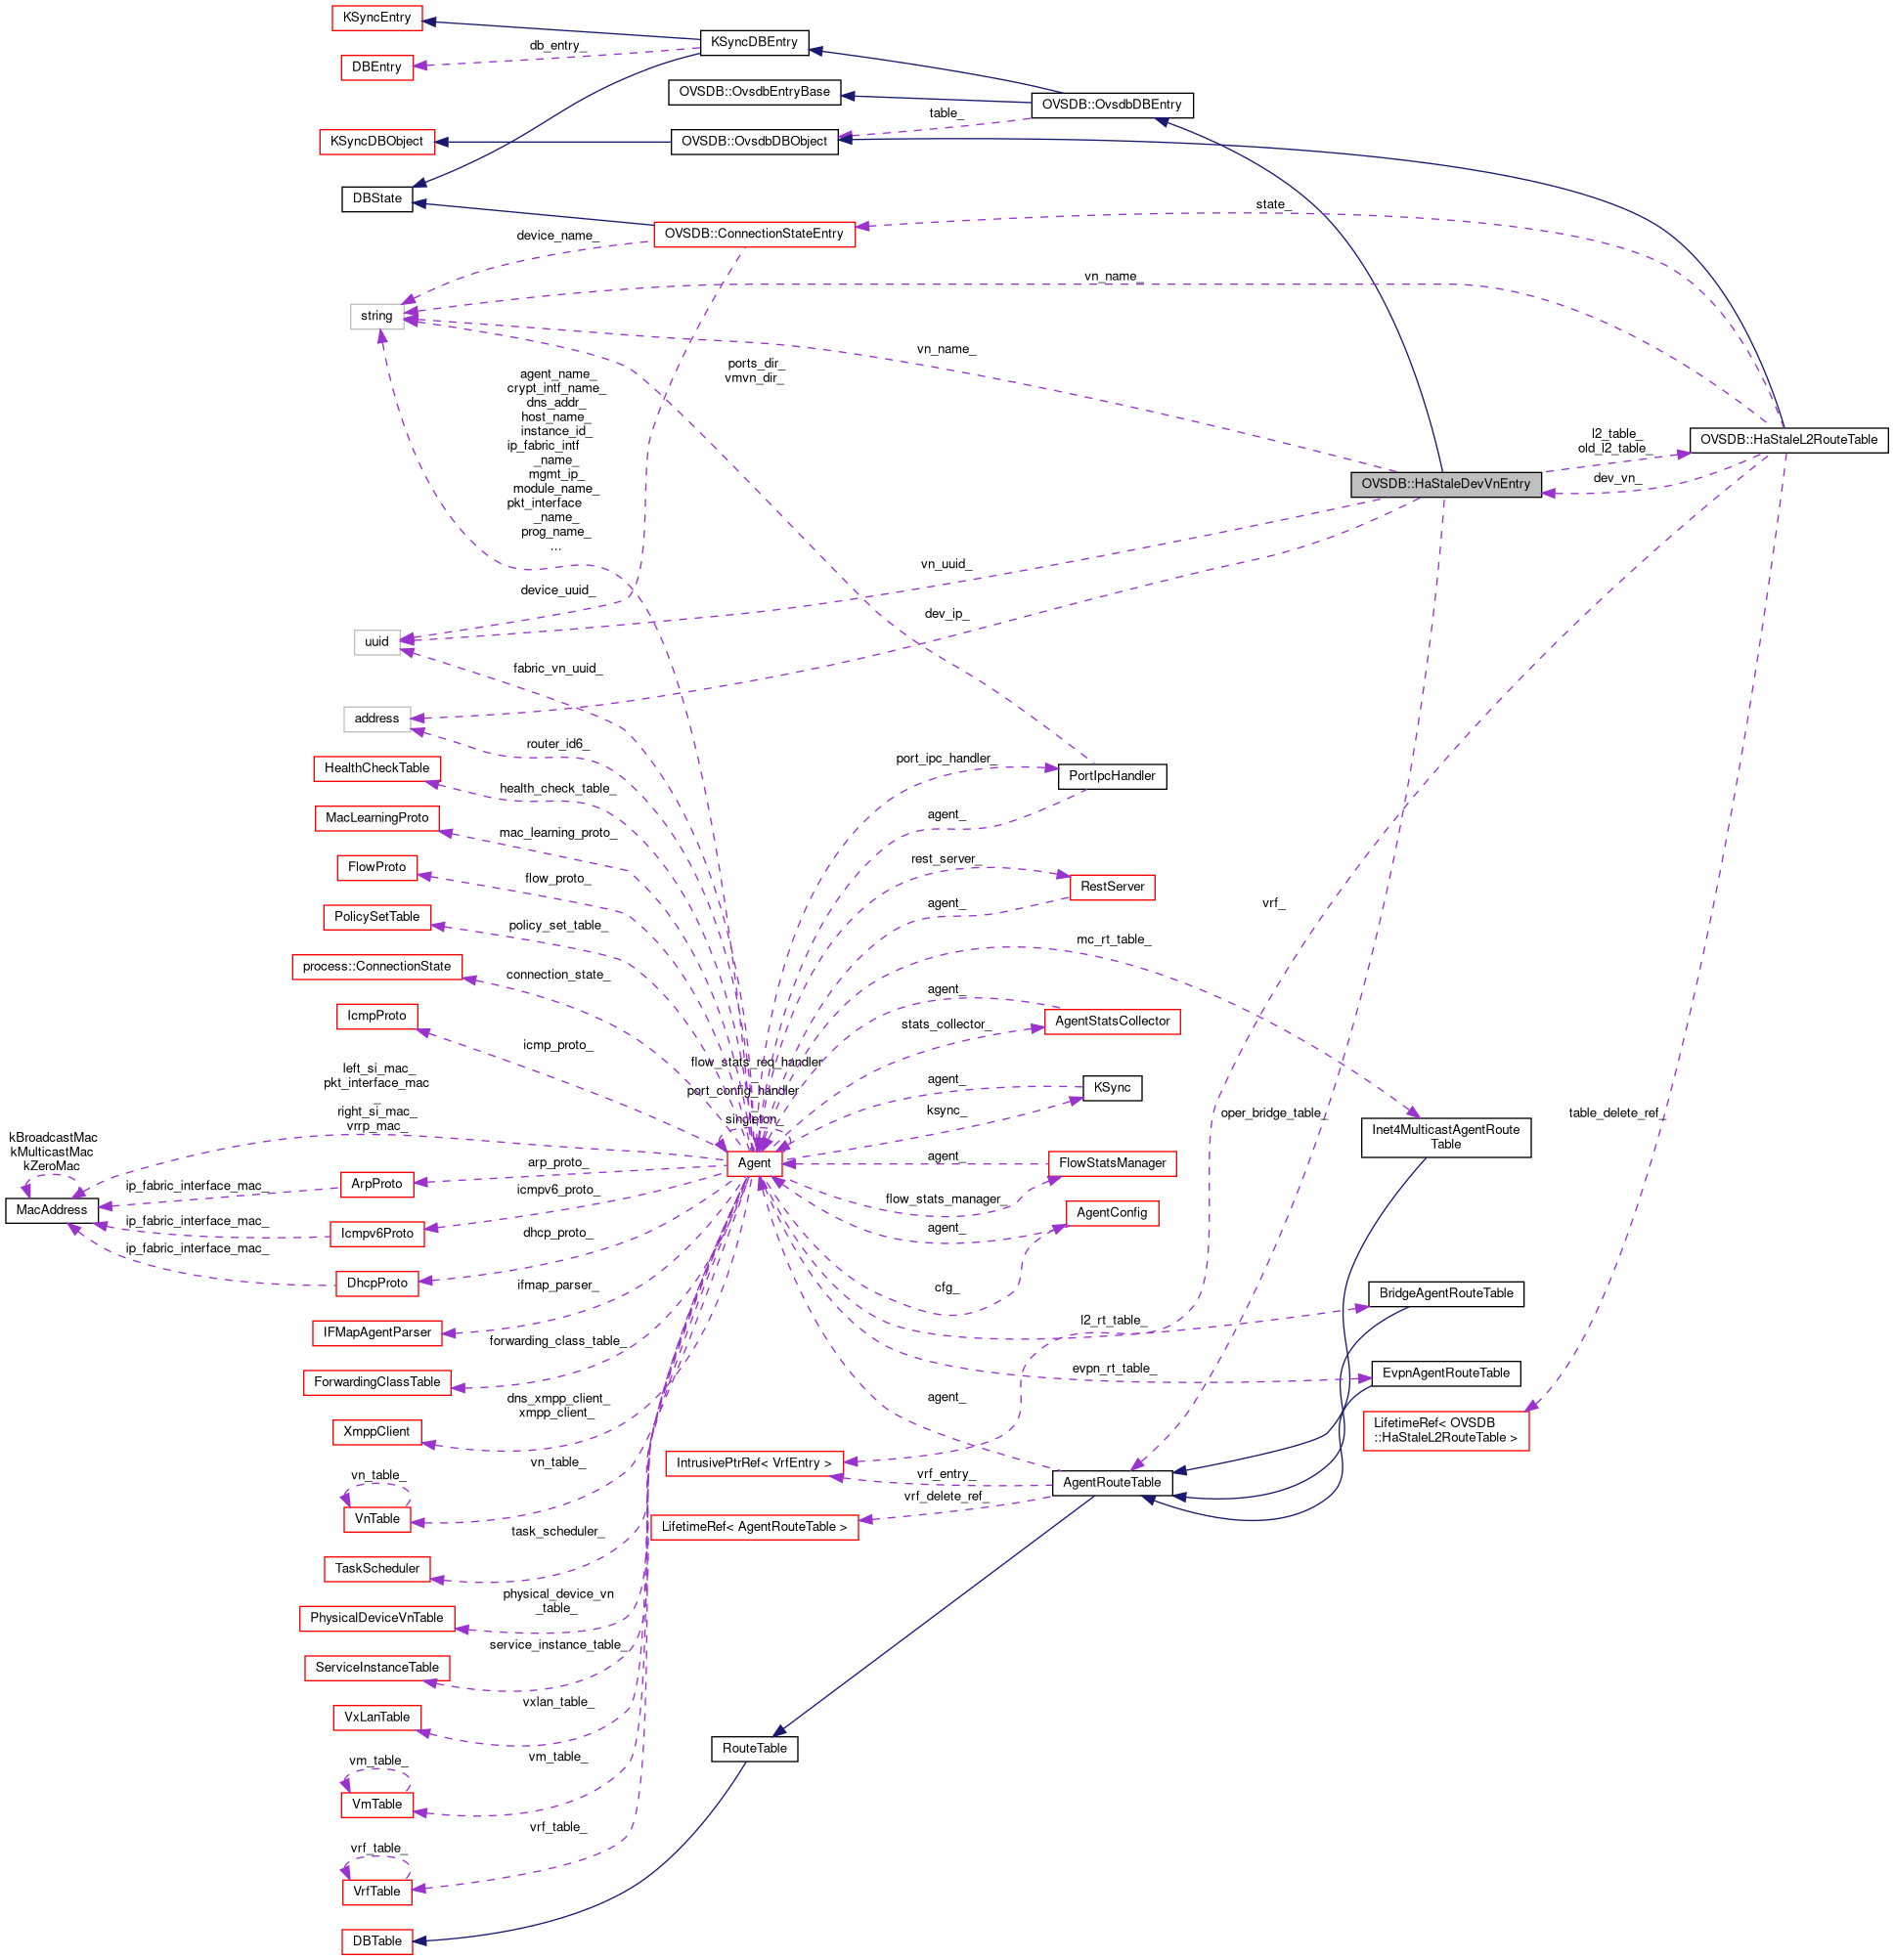 KSyncEntry
KSyncDBEntry
db_entry_
DBEntry
OVSDB::OvsdbEntryBase
OVSDB::OvsdbDBEntry
table_
KSyncDBObject
OVSDB::OvsdbDBObject
DBState
state_
OVSDB::ConnectionStateEntry
device_name_
vn_name_
string
vn_name_
ports_dir_
vmvn_dir_
agent_name_
crypt_intf_name_
dns_addr_
host_name_
instance_id_
ip_fabric_intf
_name_
mgmt_ip_
module_name_
pkt_interface
_name_
prog_name_
...
l2_table_
old_l2_table_
OVSDB::HaStaleL2RouteTable
OVSDB::HaStaleDevVnEntry
dev_vn_
vn_uuid_
device_uuid_
dev_ip_
uuid
fabric_vn_uuid_
address
router_id6_
HealthCheckTable
health_check_table_
port_ipc_handler_
PortIpcHandler
MacLearningProto
mac_learning_proto_
agent_
FlowProto
flow_proto_
rest_server_
RestServer
agent_
vrf_
PolicySetTable
policy_set_table_
mc_rt_table_
process::ConnectionState
connection_state_
agent_
AgentStatsCollector
IcmpProto
icmp_proto_
stats_collector_
flow_stats_req_handler
_
port_config_handler
_
singleton_
left_si_mac_
pkt_interface_mac
_
right_si_mac_
vrrp_mac_
agent_
KSync
ksync_
oper_bridge_table_
table_delete_ref_
Inet4MulticastAgentRoute
Table
kBroadcastMac
kMulticastMac
kZeroMac
MacAddress
Agent
arp_proto_
ArpProto
ip_fabric_interface_mac_
agent_
FlowStatsManager
icmpv6_proto_
flow_stats_manager_
Icmpv6Proto
ip_fabric_interface_mac_
agent_
AgentConfig
dhcp_proto_
ip_fabric_interface_mac_
DhcpProto
ifmap_parser_
cfg_
BridgeAgentRouteTable
l2_rt_table_
IFMapAgentParser
forwarding_class_table_
ForwardingClassTable
evpn_rt_table_
EvpnAgentRouteTable
dns_xmpp_client_
xmpp_client_
agent_
XmppClient
LifetimeRef< OVSDB
::HaStaleL2RouteTable >
vn_table_
IntrusivePtrRef< VrfEntry >
vrf_entry_
AgentRouteTable
vn_table_
VnTable
vrf_delete_ref_
LifetimeRef< AgentRouteTable >
task_scheduler_
TaskScheduler
physical_device_vn
_table_
PhysicalDeviceVnTable
service_instance_table_
ServiceInstanceTable
vxlan_table_
VxLanTable
RouteTable
vm_table_
vm_table_
VmTable
vrf_table_
vrf_table_
VrfTable
DBTable